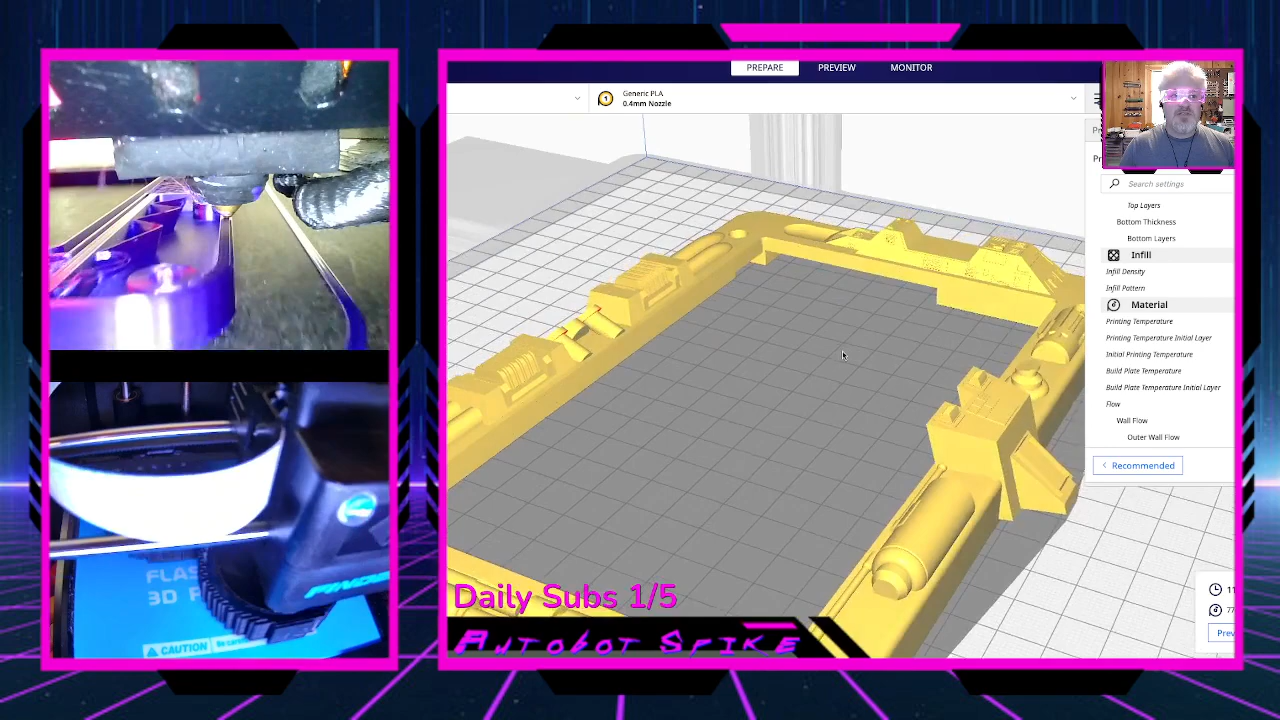 PREPARE
PREVIEW
MONITOR
1
Generic PLA
0.4mm Nozzle
Search settings
Top Layers
Bottom Thickness
Bottom Layers
Infill
Infill Density
Infill Pattern
Material
Printing Temperature
Printing Temperature Initial Layer
Initial Printing Temperature
Build Plate Temperature
Build Plate Temperature Initial Layer
Flow
Wall Flow
Outer Wall Flow
Recommended
Daily Subs 1/5
Autobot Spike
FLAS
3D P
CAUTION